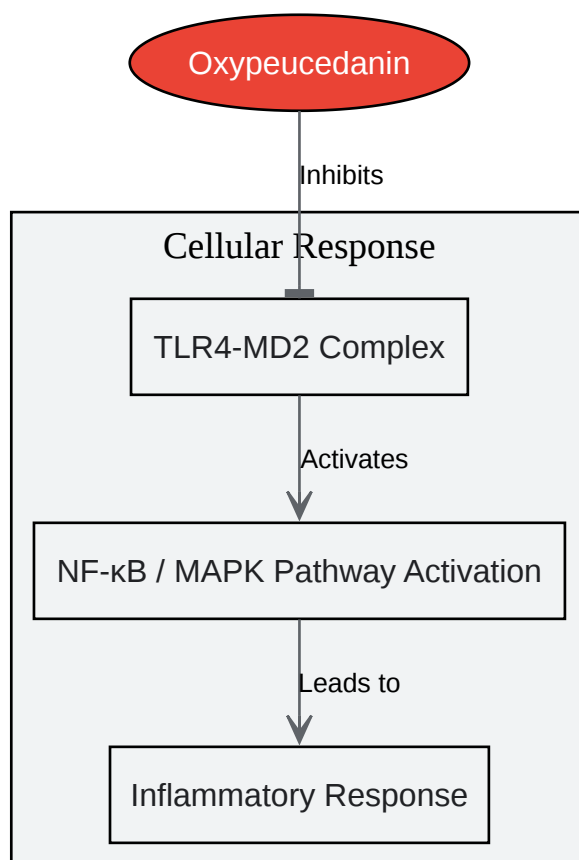 Oxypeucedanin
Inhibits
Cellular Response
TLR4-MD2 Complex
Activates
NF-κB / MAPK Pathway Activation
Leads to
Inflammatory Response